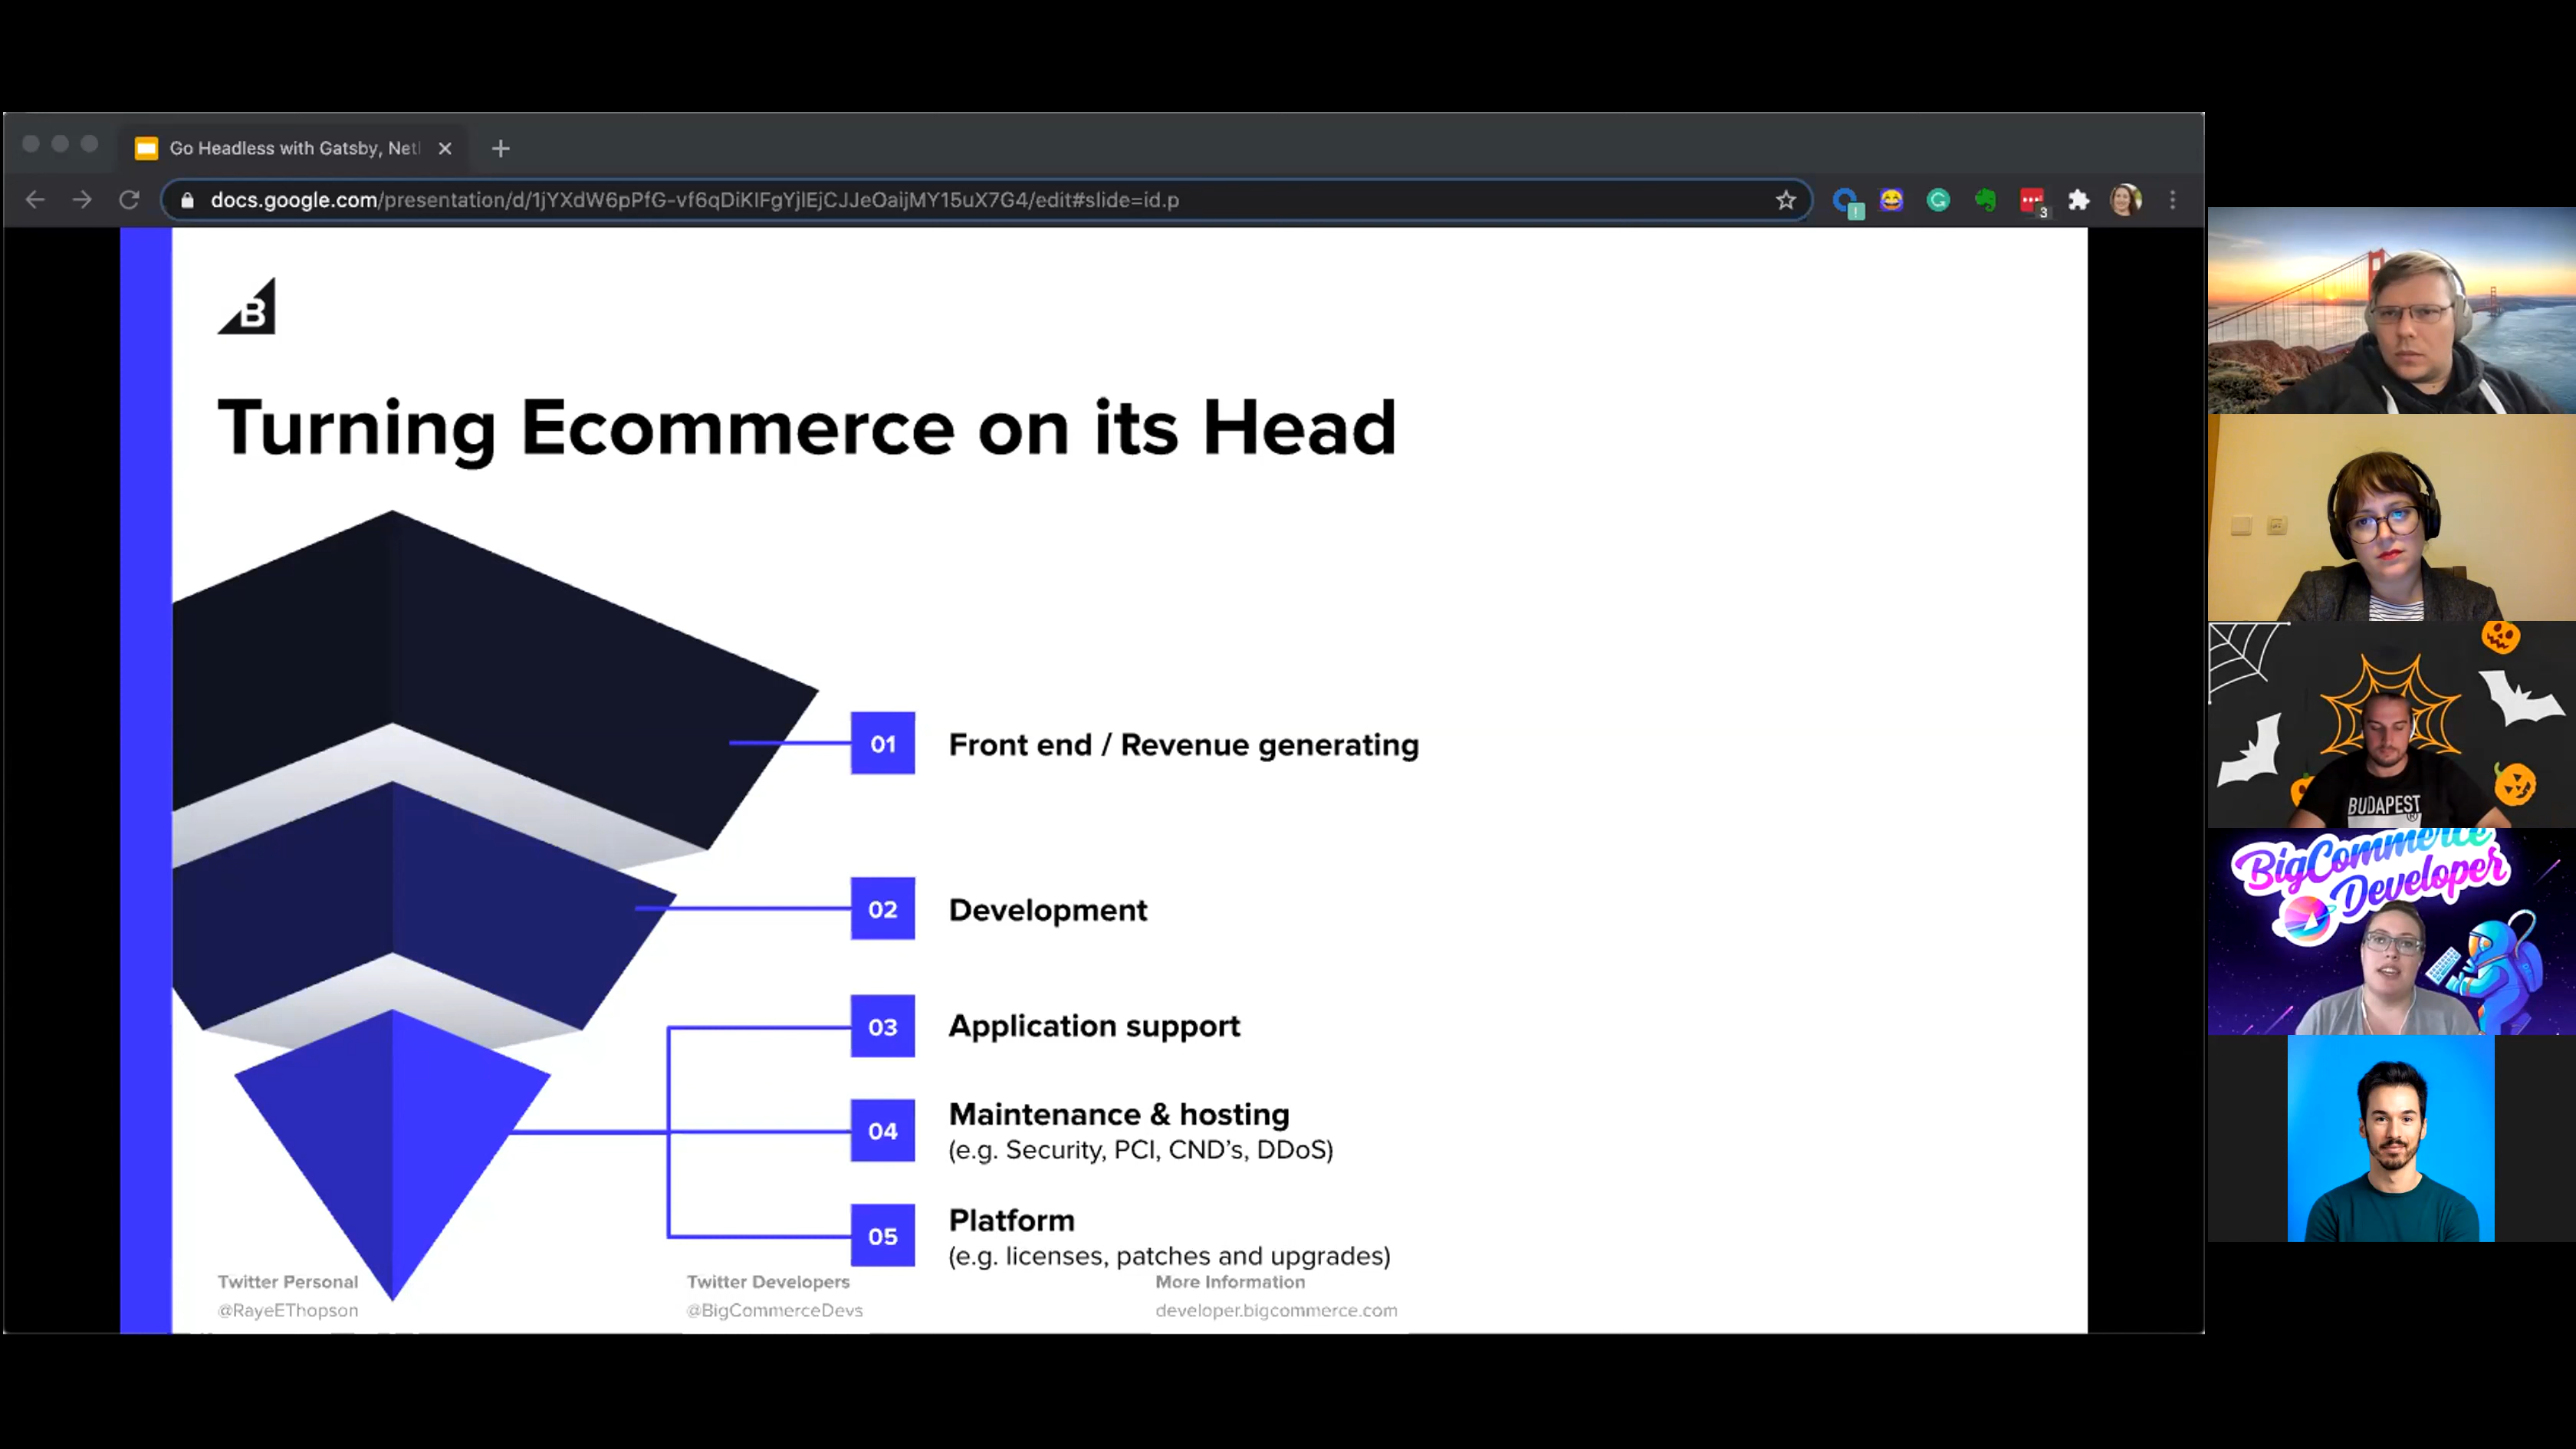 Go Headless with Gatsby, Netl
docs.google.com/presentation/d/1jYXdW6pPfG-vf6qDiKIFgYjlEjCJJeOaijMY15uX7G4/edit#slide=id.p
3
B
Turning Ecommerce on its Head
01 Front end / Revenue generating
02 Development
03 Application support
04 Maintenance & hosting
(e.g. Security, PCI, CND's, DDoS)
05 Platform
(e.g. licenses, patches and upgrades)
Twitter Personal
@RayeEThopson
Twitter Developers
@BigCommerceDevs
More Information
developer.bigcommerce.com
BUDAPEST
BigCommerce
Developer